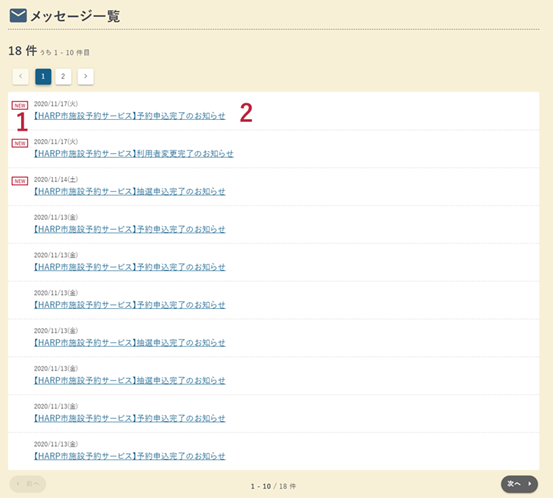 メッセージ一覧
18 件 うち 1 - 10 件目
1 2
NEW 2020/11/17(火)
1 【HARP市施設予約サービス】予約申込完了のお知らせ 2
NEW 2020/11/17(火)
【HARP市施設予約サービス】利用者変更完了のお知らせ
NEW 2020/11/14(土)
【HARP市施設予約サービス】抽選申込完了のお知らせ
2020/11/13(金)
【HARP市施設予約サービス】予約申込完了のお知らせ
2020/11/13(金)
【HARP市施設予約サービス】予約申込完了のお知らせ
2020/11/13(金)
【HARP市施設予約サービス】予約申込完了のお知らせ
2020/11/13(金)
【HARP市施設予約サービス】抽選申込完了のお知らせ
2020/11/13(金)
【HARP市施設予約サービス】抽選申込完了のお知らせ
2020/11/13(金)
【HARP市施設予約サービス】予約申込完了のお知らせ
2020/11/13(金)
【HARP市施設予約サービス】予約申込完了のお知らせ
前へ 1 - 10 / 18 件 次へ